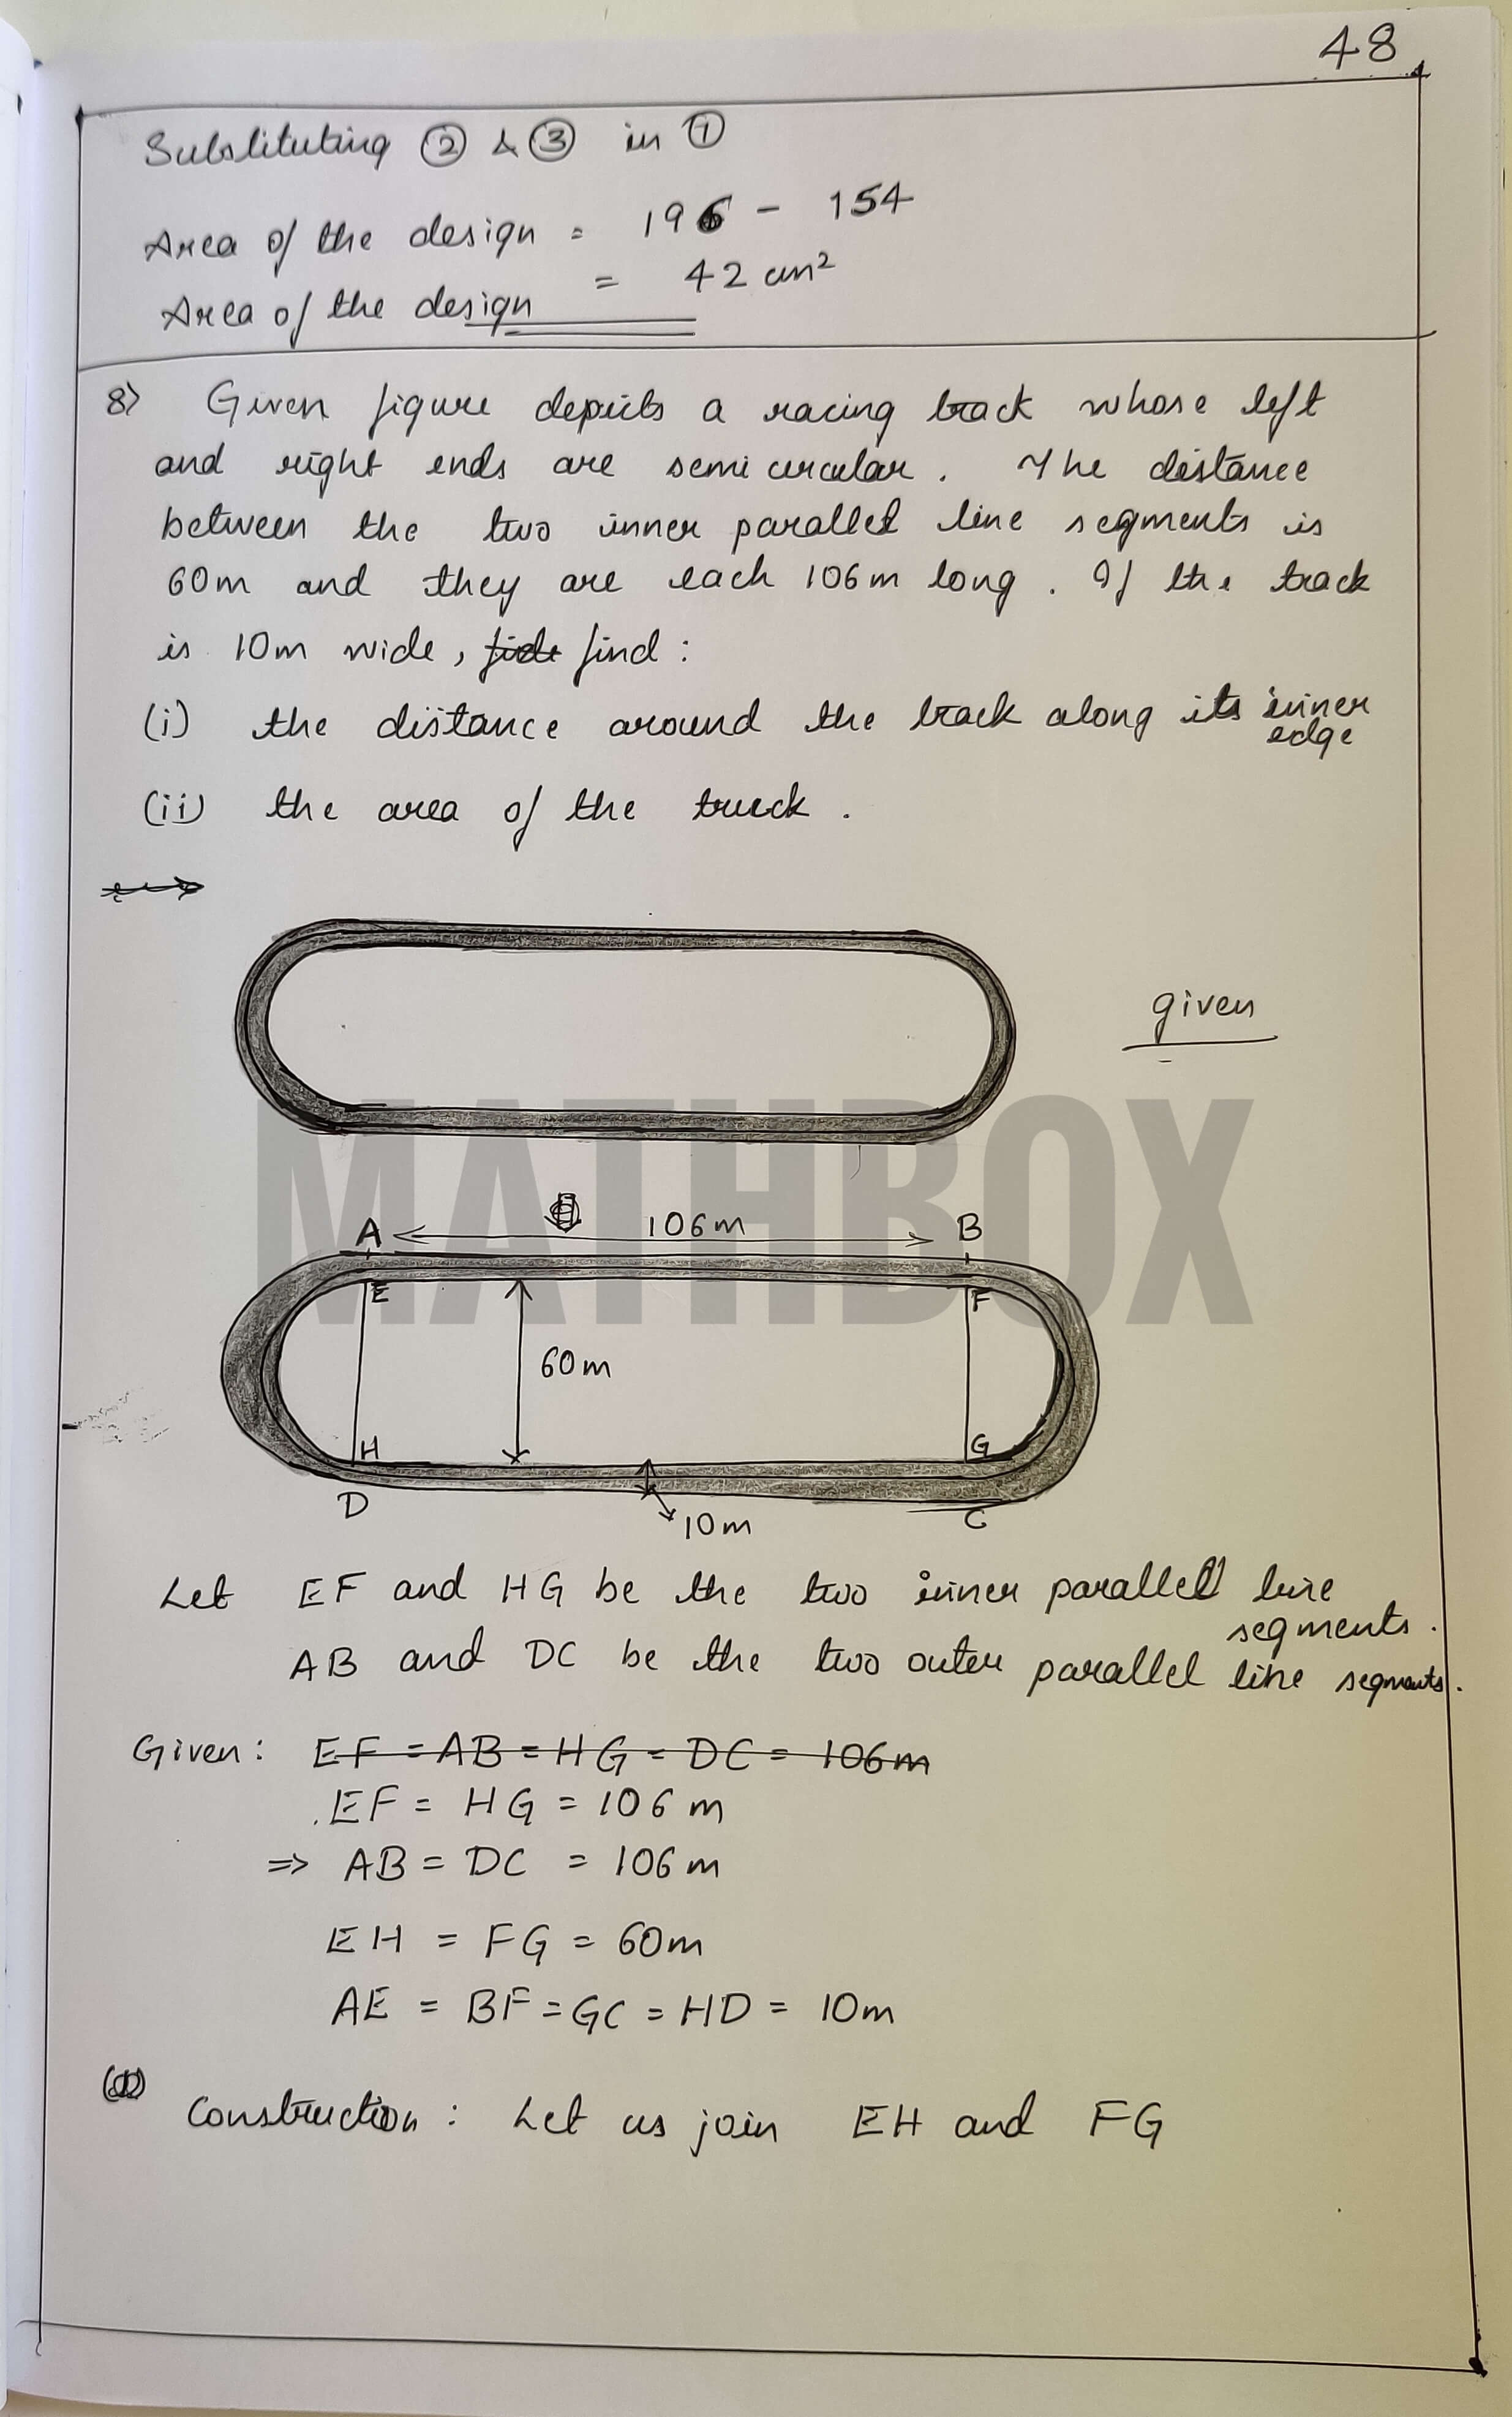 48
Substituting ② & ③ in ①
Area of the design = 196 - 154
= 42 cm²
Area of the design
8) Given figure depicts a racing track whose left
and right ends are semi circular. The distance
between the two inner parallel line segments is
60m and they are each 106m long. If the track
is 10m wide, find :
(i) the distance around the track along its inner
edge
(ii) the area of the track.
given
MATHBOX
A 106m B
E F
60m
H G
D C
10m
Let EF and HG be the two inner parallel line
segments.
AB and DC be the two outer parallel line segments.
Given: EF = AB = HG = DC = 106m
EF = HG = 106 m
⇒ AB = DC = 106 m
EH = FG = 60m
AE = BF = GC = HD = 10m
Construction : Let us join EH and FG